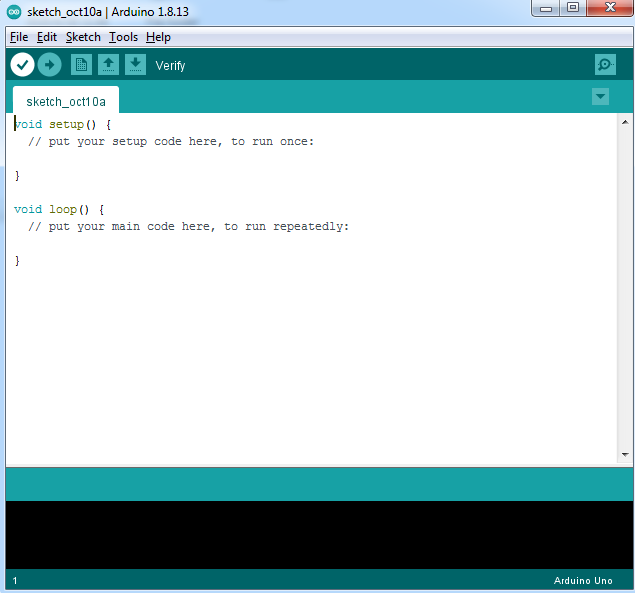 sketch_oct10a | Arduino 1.8.13
File Edit Sketch Tools Help
Verify
sketch_oct10a
void setup() {
  // put your setup code here, to run once:
}
void loop() {
  // put your main code here, to run repeatedly:
}
1 Arduino Uno